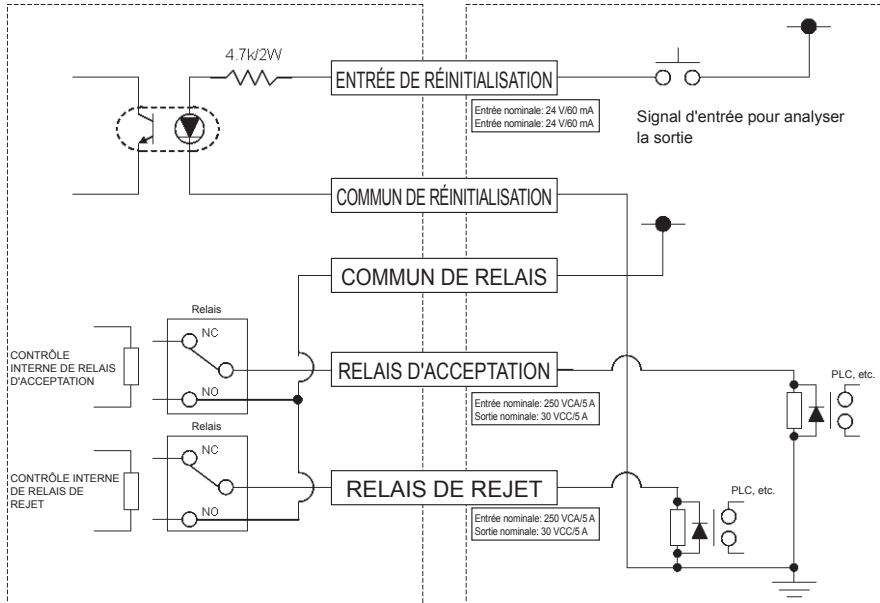 4.7k/2W
ENTRÉE DE RÉINITIALISATION
Entrée nominale: 24 V/60 mA
Entrée nominale: 24 V/60 mA
Signal d'entrée pour analyser
la sortie
COMMUN DE RÉINITIALISATION
COMMUN DE RELAIS
Relais
NC
NO
CONTRÔLE
INTERNE DE RELAIS
D'ACCEPTATION
RELAIS D'ACCEPTATION
Entrée nominale: 250 VCA/5 A
Sortie nominale: 30 VCC/5 A
PLC, etc.
Relais
NC
NO
CONTRÔLE INTERNE
DE RELAIS DE
REJET
RELAIS DE REJET
Entrée nominale: 250 VCA/5 A
Sortie nominale: 30 VCC/5 A
PLC, etc.